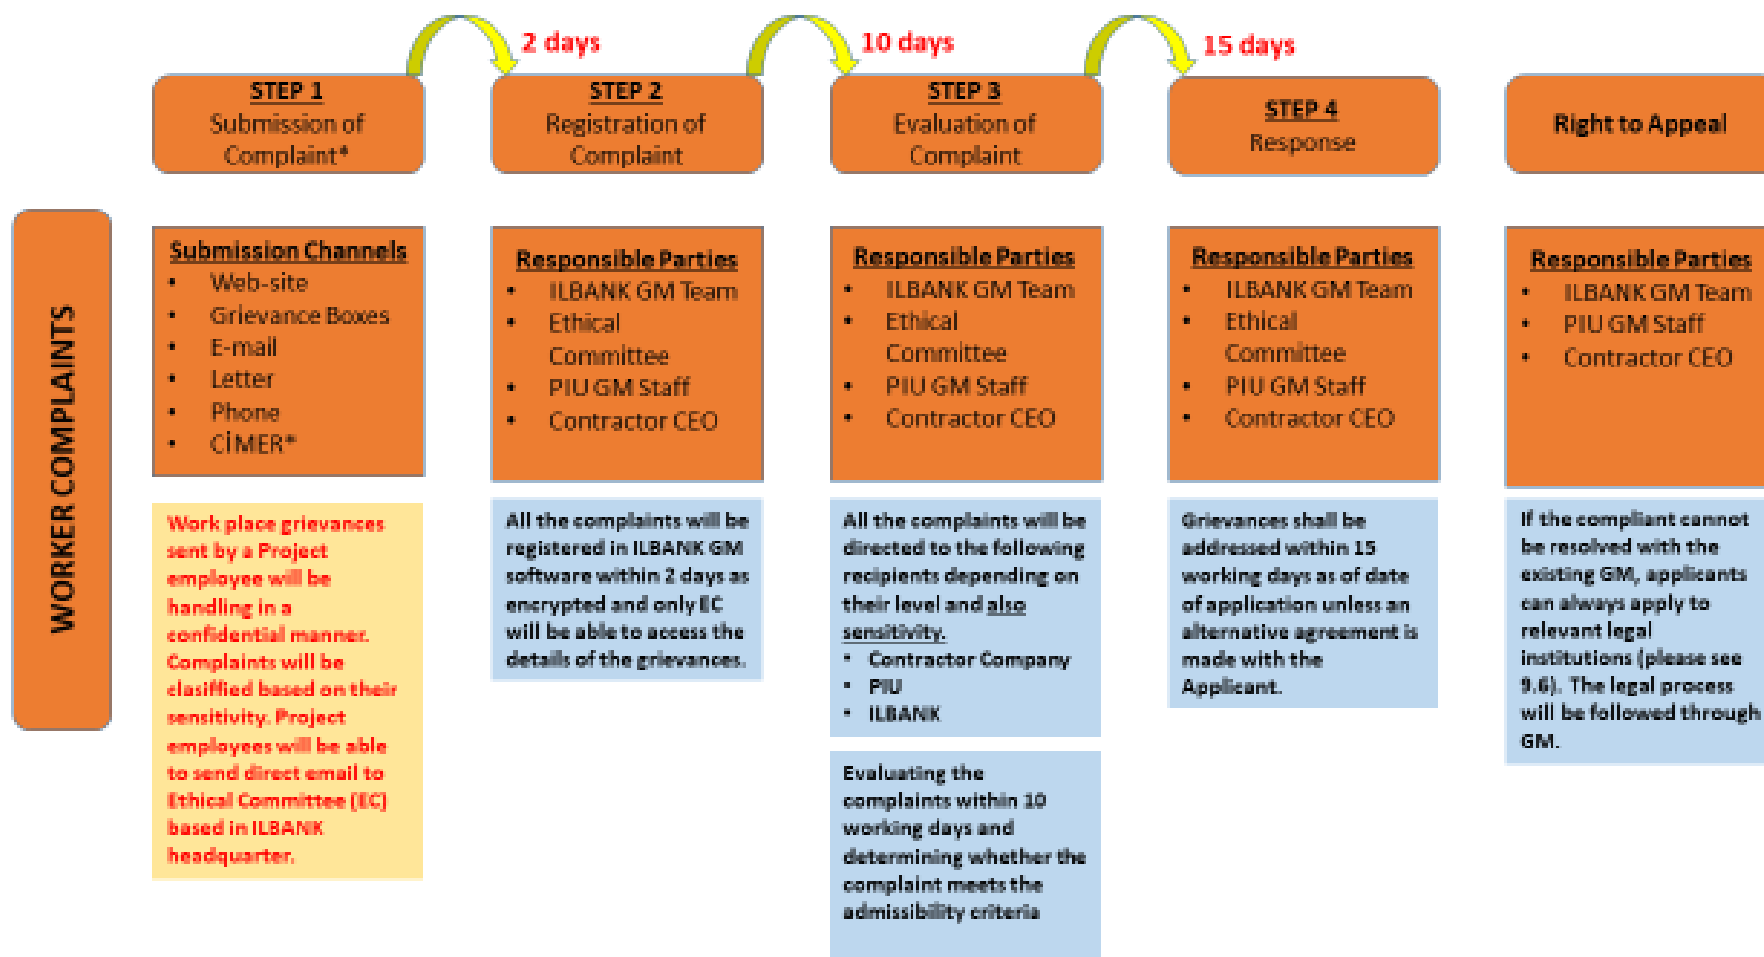 2 days
10 days
15 days
STEP 1
Submission of
Complaint*
STEP 2
Registration of
Complaint
STEP 3
Evaluation of
Complaint
STEP 4
Response
Right to Appeal
WORKER COMPLAINTS
Submission Channels
• Web-site
• Grievance Boxes
• E-mail
• Letter
• Phone
• CİMER*
Responsible Parties
• ILBANK GM Team
• Ethical
Committee
• PIU GM Staff
• Contractor CEO
Responsible Parties
• ILBANK GM Team
• Ethical
Committee
• PIU GM Staff
• Contractor CEO
Responsible Parties
• ILBANK GM Team
• Ethical
Committee
• PIU GM Staff
• Contractor CEO
Responsible Parties
• ILBANK GM Team
• PIU GM Staff
• Contractor CEO
Work place grievances
sent by a Project
employee will be
handling in a
confidential manner.
Complaints will be
clasiffied based on their
sensitivity. Project
employees will be able
to send direct email to
Ethical Committee (EC)
based in ILBANK
headquarter.
All the complaints will be
registered in ILBANK GM
software within 2 days as
encrypted and only EC
will be able to access the
details of the grievances.
All the complaints will be
directed to the following
recipients depending on
their level and also
sensitivity.
• Contractor Company
• PIU
• ILBANK
Evaluating the
complaints within 10
working days and
determining whether the
complaint meets the
admissibility criteria
Grievances shall be
addressed within 15
working days as of date
of application unless an
alternative agreement is
made with the
Applicant.
If the compliant cannot
be resolved with the
existing GM, applicants
can always apply to
relevant legal
institutions (please see
9.6). The legal process
will be followed through
GM.